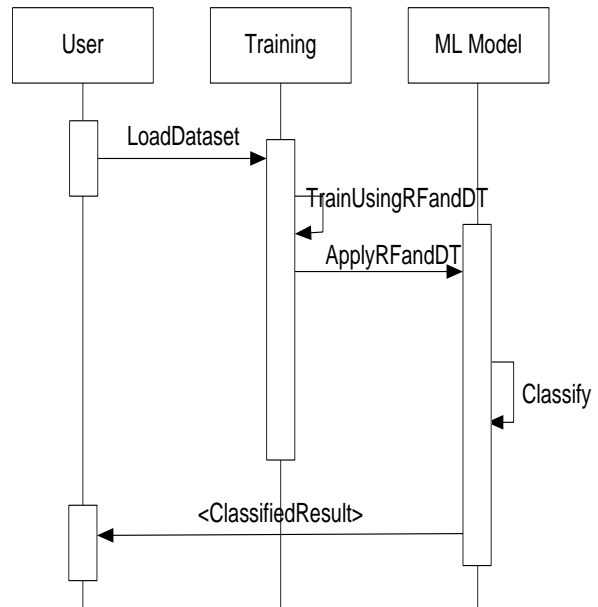 User
Training
ML Model
LoadDataset
TrainUsingRFandDT
ApplyRFandDT
Classify
<ClassifiedResult>